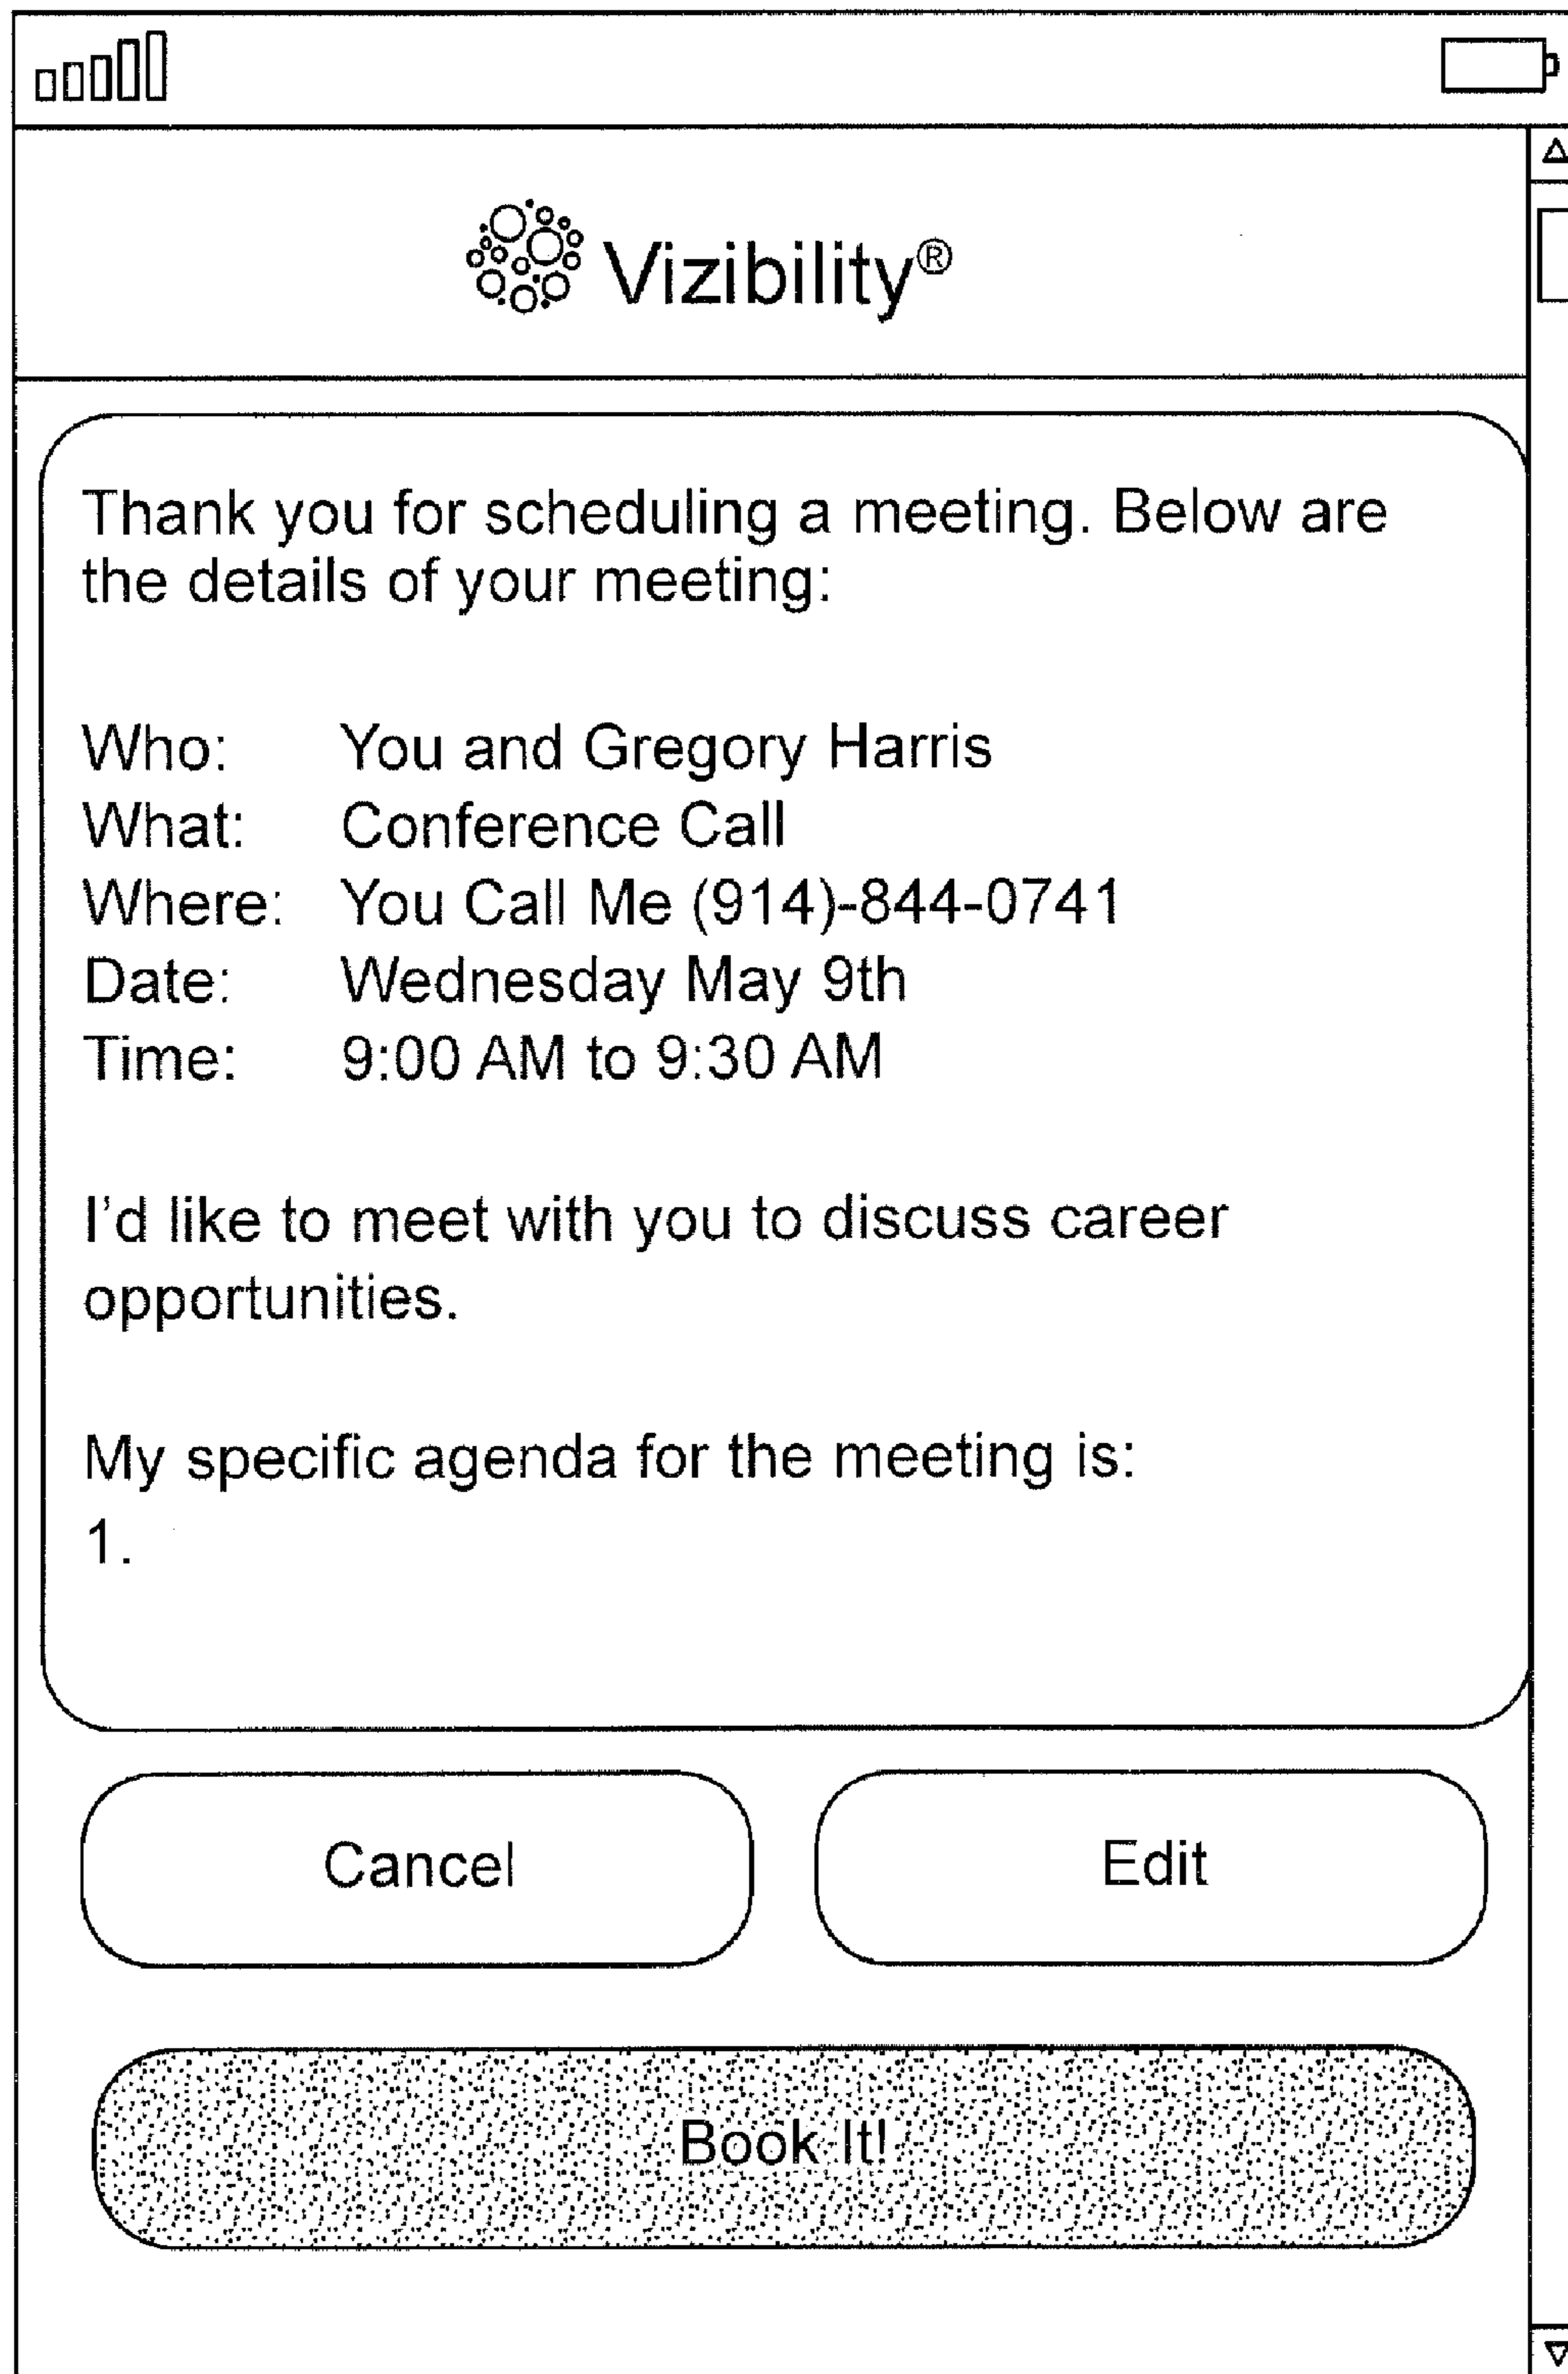 Vizibility®
Thank you for scheduling a meeting. Below are
the details of your meeting:
Who: You and Gregory Harris
What: Conference Call
Where: You Call Me (914)-844-0741
Date: Wednesday May 9th
Time: 9:00 AM to 9:30 AM
I'd like to meet with you to discuss career
opportunities.
My specific agenda for the meeting is:
1.
Cancel Edit
Book It!